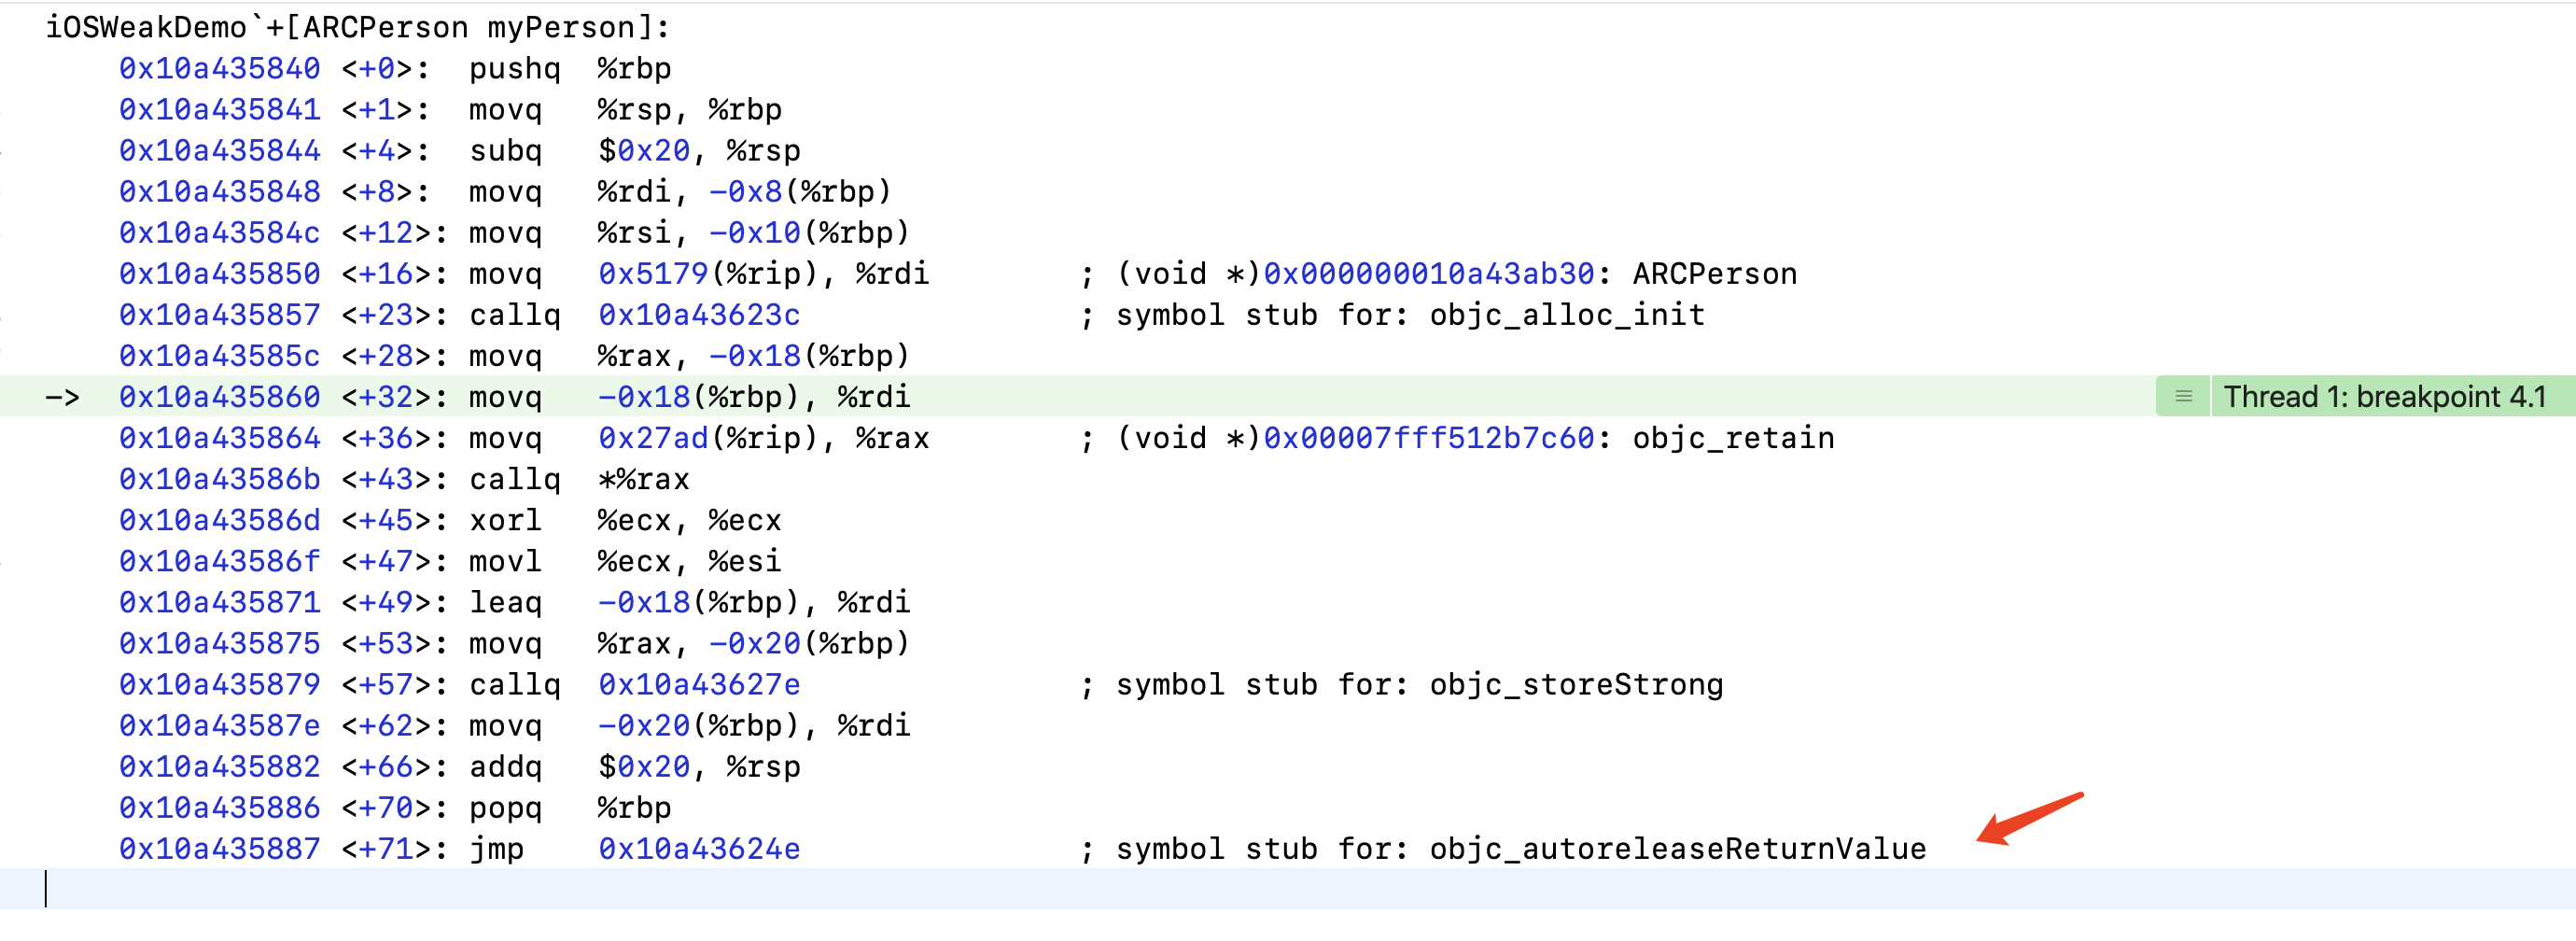 iOSWeakDemo`+[ARCPerson myPerson]:
0x10a435840 <+0>: pushq %rbp
0x10a435841 <+1>: movq %rsp, %rbp
0x10a435844 <+4>: subq $0x20, %rsp
0x10a435848 <+8>: movq %rdi, -0x8(%rbp)
0x10a43584c <+12>: movq %rsi, -0x10(%rbp)
0x10a435850 <+16>: movq 0x5179(%rip), %rdi ; (void *)0x000000010a43ab30: ARCPerson
0x10a435857 <+23>: callq 0x10a43623c ; symbol stub for: objc_alloc_init
0x10a43585c <+28>: movq %rax, -0x18(%rbp)
-> 0x10a435860 <+32>: movq -0x18(%rbp), %rdi Thread 1: breakpoint 4.1
0x10a435864 <+36>: movq 0x27ad(%rip), %rax ; (void *)0x00007fff512b7c60: objc_retain
0x10a43586b <+43>: callq *%rax
0x10a43586d <+45>: xorl %ecx, %ecx
0x10a43586f <+47>: movl %ecx, %esi
0x10a435871 <+49>: leaq -0x18(%rbp), %rdi
0x10a435875 <+53>: movq %rax, -0x20(%rbp)
0x10a435879 <+57>: callq 0x10a43627e ; symbol stub for: objc_storeStrong
0x10a43587e <+62>: movq -0x20(%rbp), %rdi
0x10a435882 <+66>: addq $0x20, %rsp
0x10a435886 <+70>: popq %rbp
0x10a435887 <+71>: jmp 0x10a43624e ; symbol stub for: objc_autoreleaseReturnValue